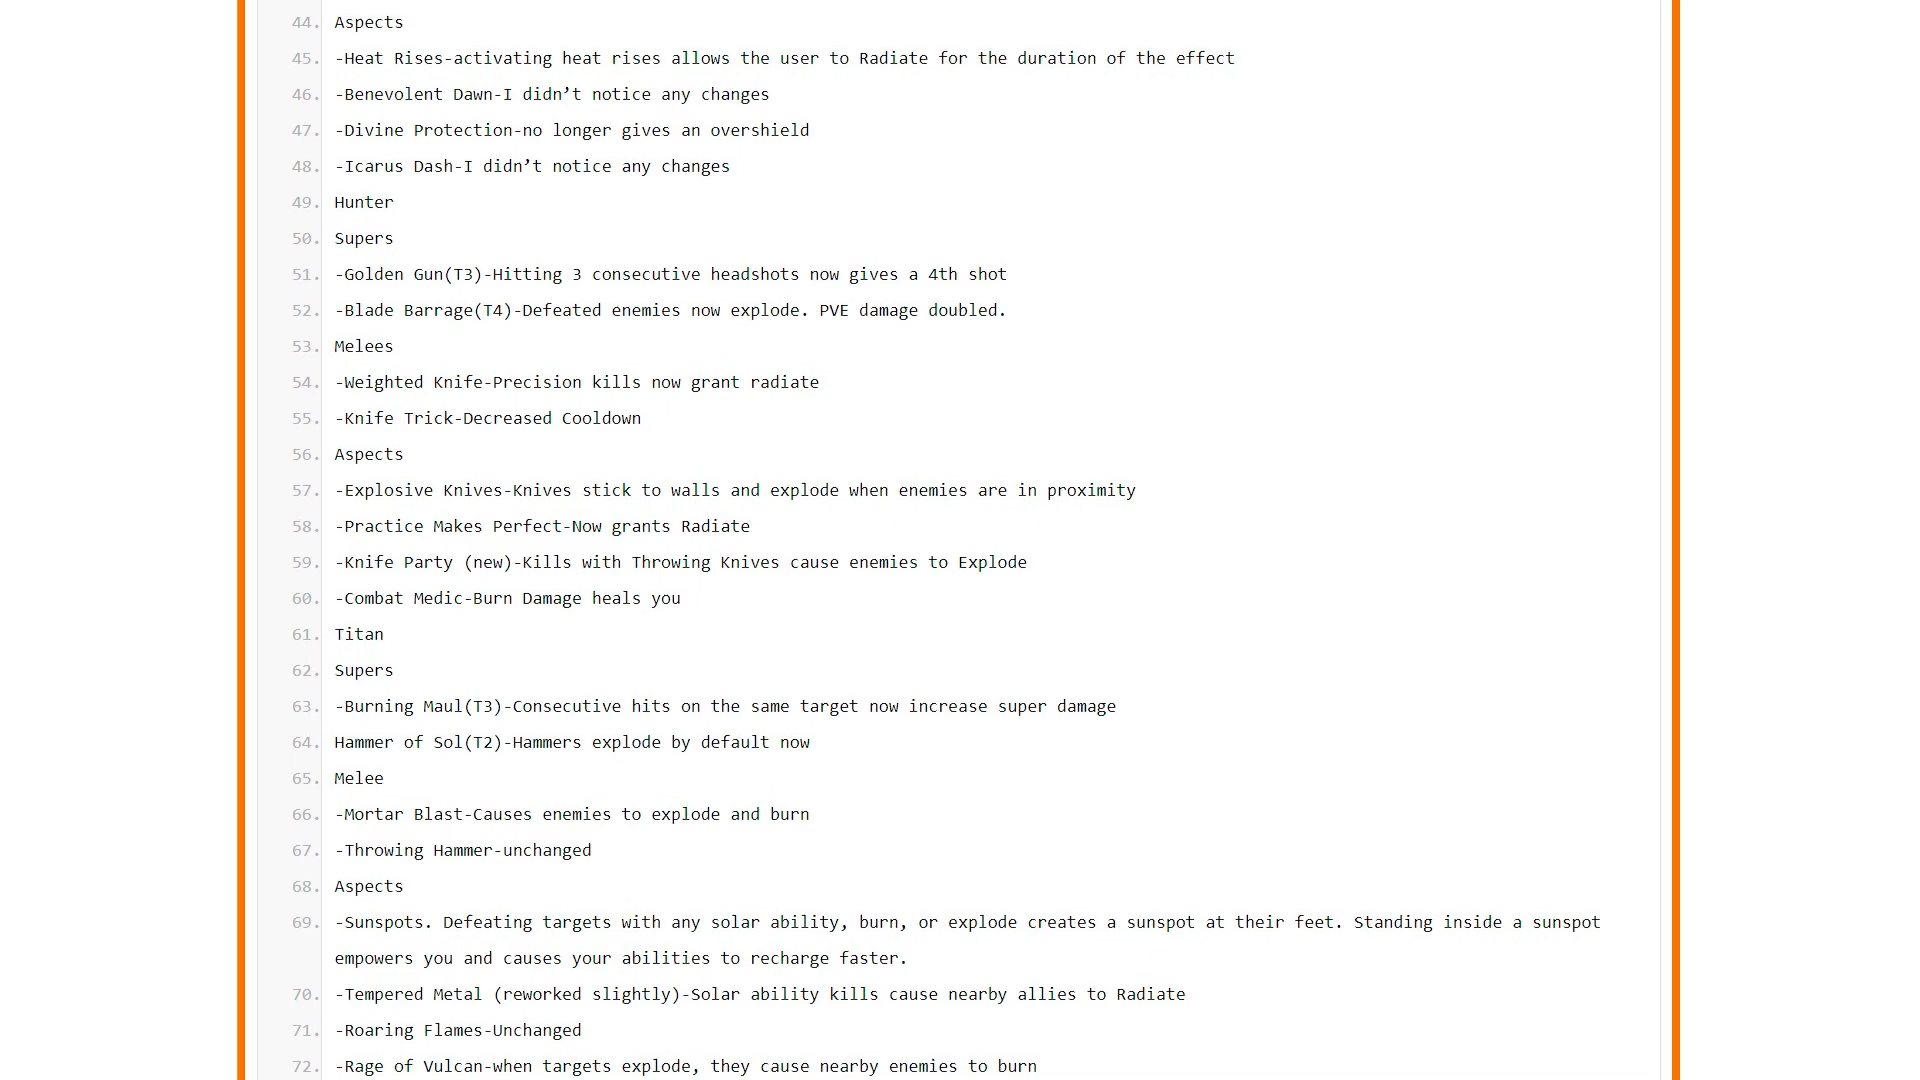 44. Aspects
45. -Heat Rises-activating heat rises allows the user to Radiate for the duration of the effect
46. -Benevolent Dawn-I didn’t notice any changes
47. -Divine Protection-no longer gives an overshield
48. -Icarus Dash-I didn’t notice any changes
49. Hunter
50. Supers
51. -Golden Gun(T3)-Hitting 3 consecutive headshots now gives a 4th shot
52. -Blade Barrage(T4)-Defeated enemies now explode. PVE damage doubled.
53. Melees
54. -Weighted Knife-Precision kills now grant radiate
55. -Knife Trick-Decreased Cooldown
56. Aspects
57. -Explosive Knives-Knives stick to walls and explode when enemies are in proximity
58. -Practice Makes Perfect-Now grants Radiate
59. -Knife Party (new)-Kills with Throwing Knives cause enemies to Explode
60. -Combat Medic-Burn Damage heals you
61. Titan
62. Supers
63. -Burning Maul(T3)-Consecutive hits on the same target now increase super damage
64. Hammer of Sol(T2)-Hammers explode by default now
65. Melee
66. -Mortar Blast-Causes enemies to explode and burn
67. -Throwing Hammer-unchanged
68. Aspects
69. -Sunspots. Defeating targets with any solar ability, burn, or explode creates a sunspot at their feet. Standing inside a sunspot
empowers you and causes your abilities to recharge faster.
70. -Tempered Metal (reworked slightly)-Solar ability kills cause nearby allies to Radiate
71. -Roaring Flames-Unchanged
72. -Rage of Vulcan-when targets explode, they cause nearby enemies to burn